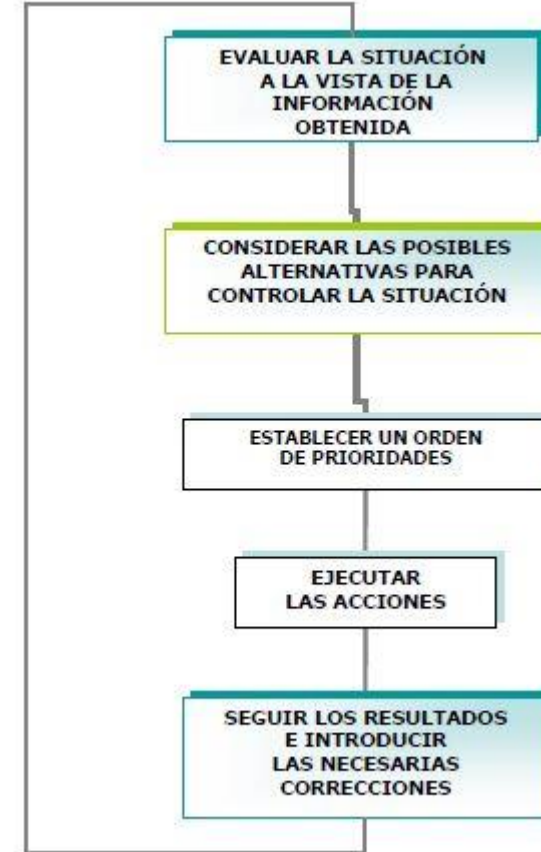 EVALUAR LA SITUACIÓN
A LA VISTA DE LA
INFORMACIÓN
OBTENIDA
CONSIDERAR LAS POSIBLES
ALTERNATIVAS PARA
CONTROLAR LA SITUACIÓN
ESTABLECER UN ORDEN
DE PRIORIDADES
EJECUTAR
LAS ACCIONES
SEGUIR LOS RESULTADOS
E INTRODUCIR
LAS NECESARIAS
CORRECCIONES